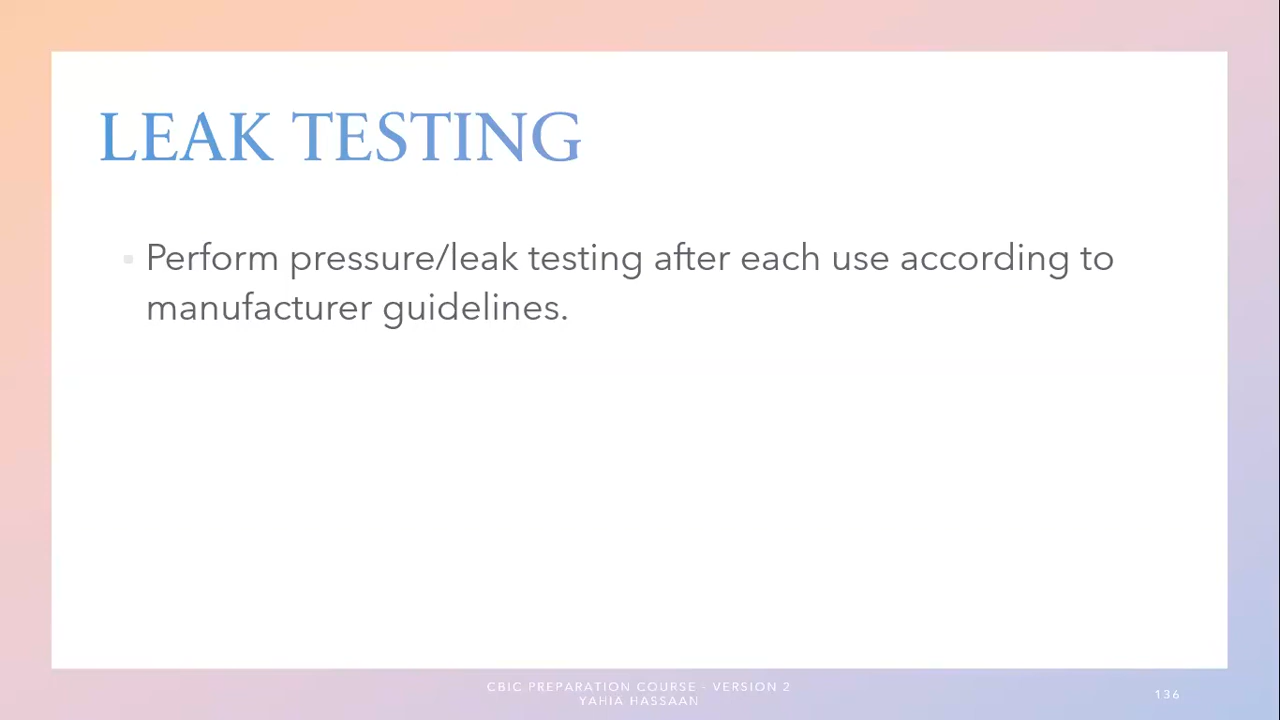 LEAK TESTING
Perform pressure/leak testing after each use according to
manufacturer guidelines.
CBIC PREPARATION COURSE - VERSION 2
YAHIA HASSAAN
136